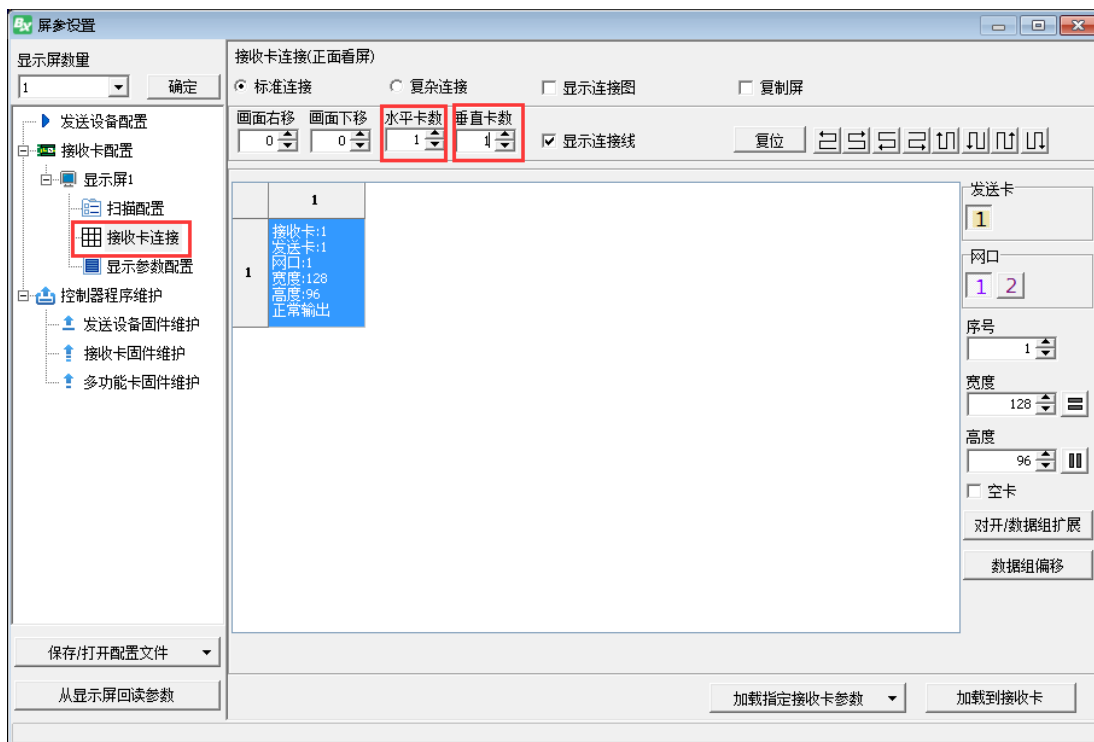 BX 屏参设置
显示屏数量
1 确定
发送设备配置
接收卡配置
显示屏1
扫描配置
接收卡连接
显示参数配置
控制器程序维护
发送设备固件维护
接收卡固件维护
多功能卡固件维护
保存/打开配置文件
从显示屏回读参数
接收卡连接(正面看屏)
标准连接 复杂连接 显示连接图 复制屏
画面右移 画面下移 水平卡数 垂直卡数
0 0 1 1 显示连接线 复位
1
1
接收卡:1
发送卡:1
网口:1
宽度:128
高度:96
正常输出
发送卡
1
网口
1 2
序号
1
宽度
128
高度
96
空卡
对开/数据组扩展
数据组偏移
加载指定接收卡参数 加载到接收卡